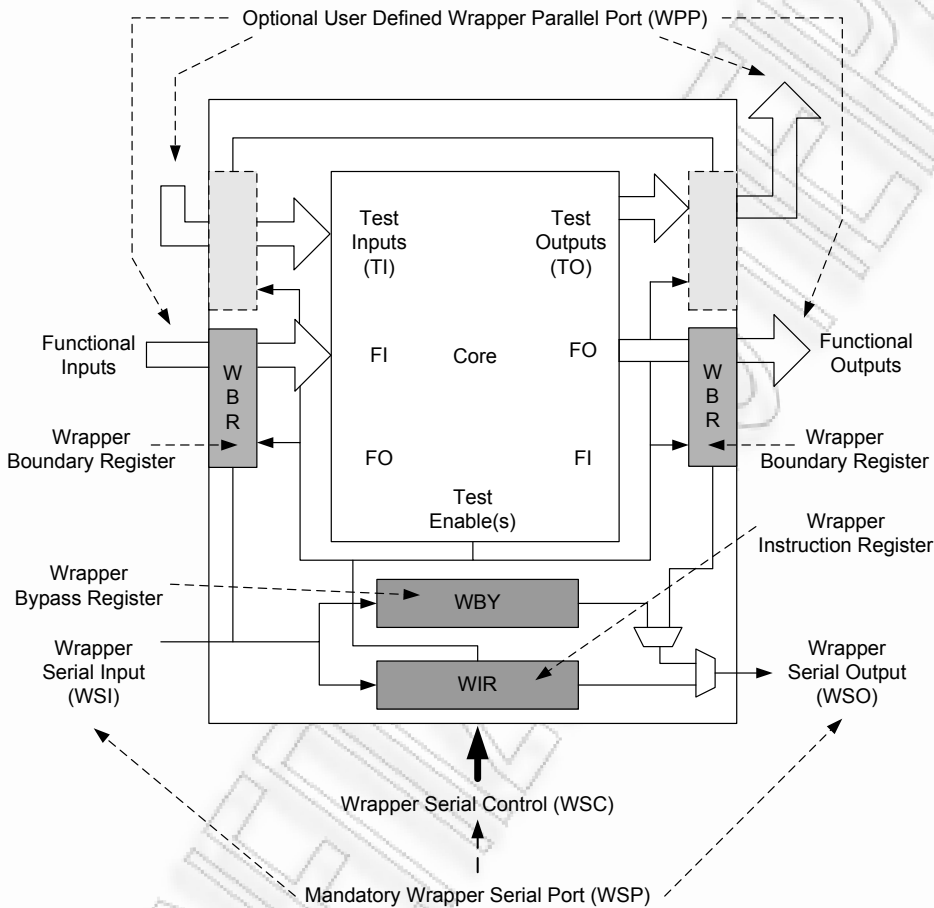 Optional User Defined Wrapper Parallel Port (WPP)
Test
Inputs
(TI)
Test
Outputs
(TO)
Functional
Inputs
W
B
R
FI
Core
FO
W
B
R
Functional
Outputs
Wrapper
Boundary Register
FO
FI
Wrapper
Boundary Register
Test
Enable(s)
Wrapper
Instruction Register
Wrapper
Bypass Register
WBY
Wrapper
Serial Input
(WSI)
WIR
Wrapper
Serial Output
(WSO)
Wrapper Serial Control (WSC)
Mandatory Wrapper Serial Port (WSP)